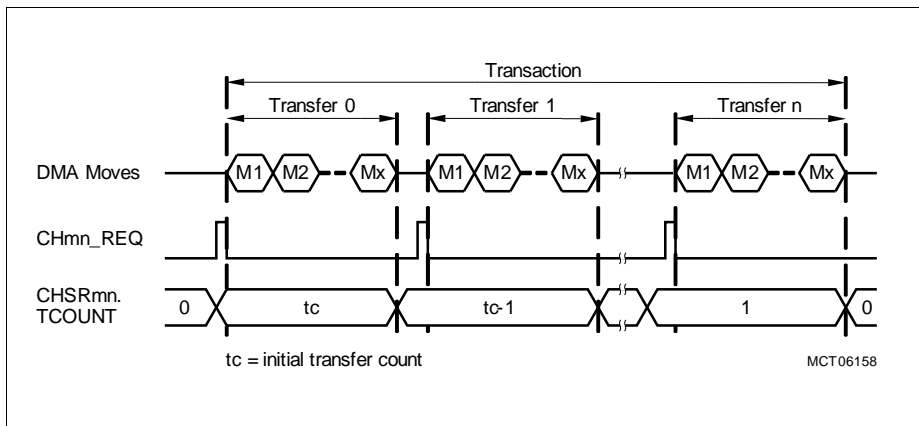 Transaction
Transfer 0 Transfer 1 Transfer n
DMA Moves M1 M2 Mx M1 M2 Mx M1 M2 Mx
CHmn_REQ
CHSRmn.
TCOUNT
0 tc tc-1 1 0
tc = initial transfer count
MCT06158